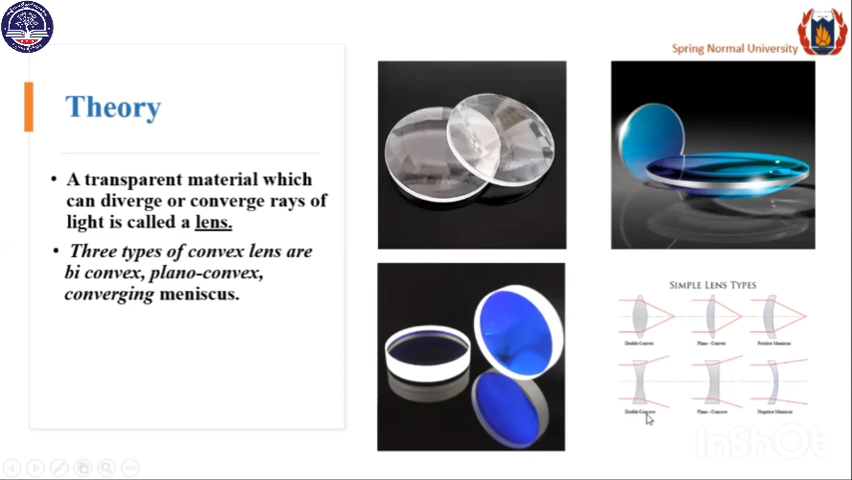 Spring Normal University
Theory
• A transparent material which
can diverge or converge rays of
light is called a lens.
• Three types of convex lens are
bi convex, plano-convex,
converging meniscus.
SIMPLE LENS TYPES
Double Convex
Plano - Convex
Positive Meniscus
Double Concave
Plano - Concave
Negative Meniscus
InShOt